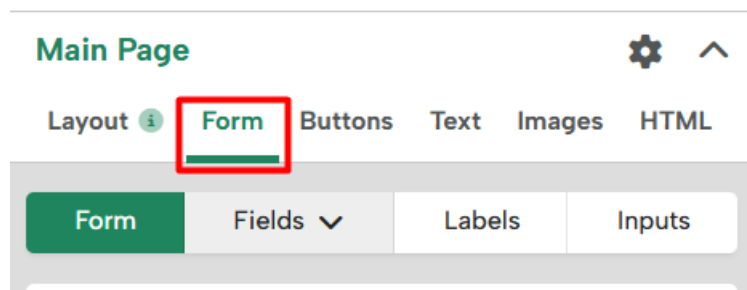 Main Page
Layout i Form Buttons Text Images HTML
Form Fields Labels Inputs